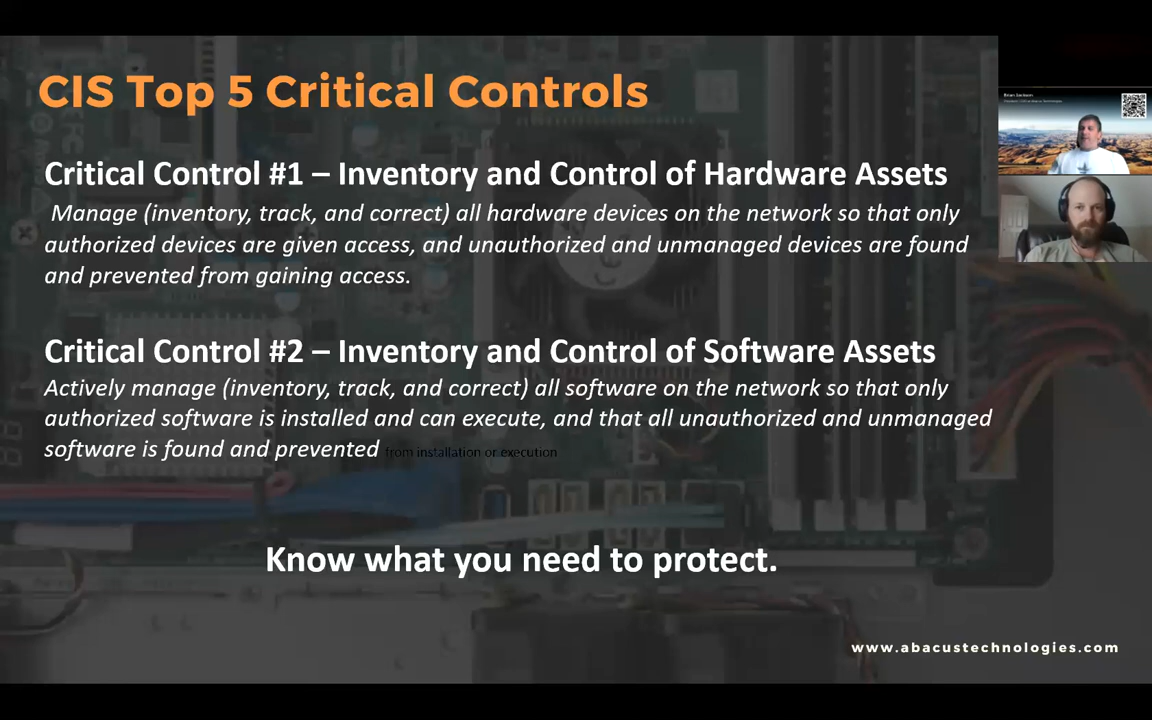 CIS Top 5 Critical Controls
Critical Control #1 – Inventory and Control of Hardware Assets
Manage (inventory, track, and correct) all hardware devices on the network so that only
authorized devices are given access, and unauthorized and unmanaged devices are found
and prevented from gaining access.
Critical Control #2 – Inventory and Control of Software Assets
Actively manage (inventory, track, and correct) all software on the network so that only
authorized software is installed and can execute, and that all unauthorized and unmanaged
software is found and prevented from installation or execution
Know what you need to protect.
www.abacustechnologies.com